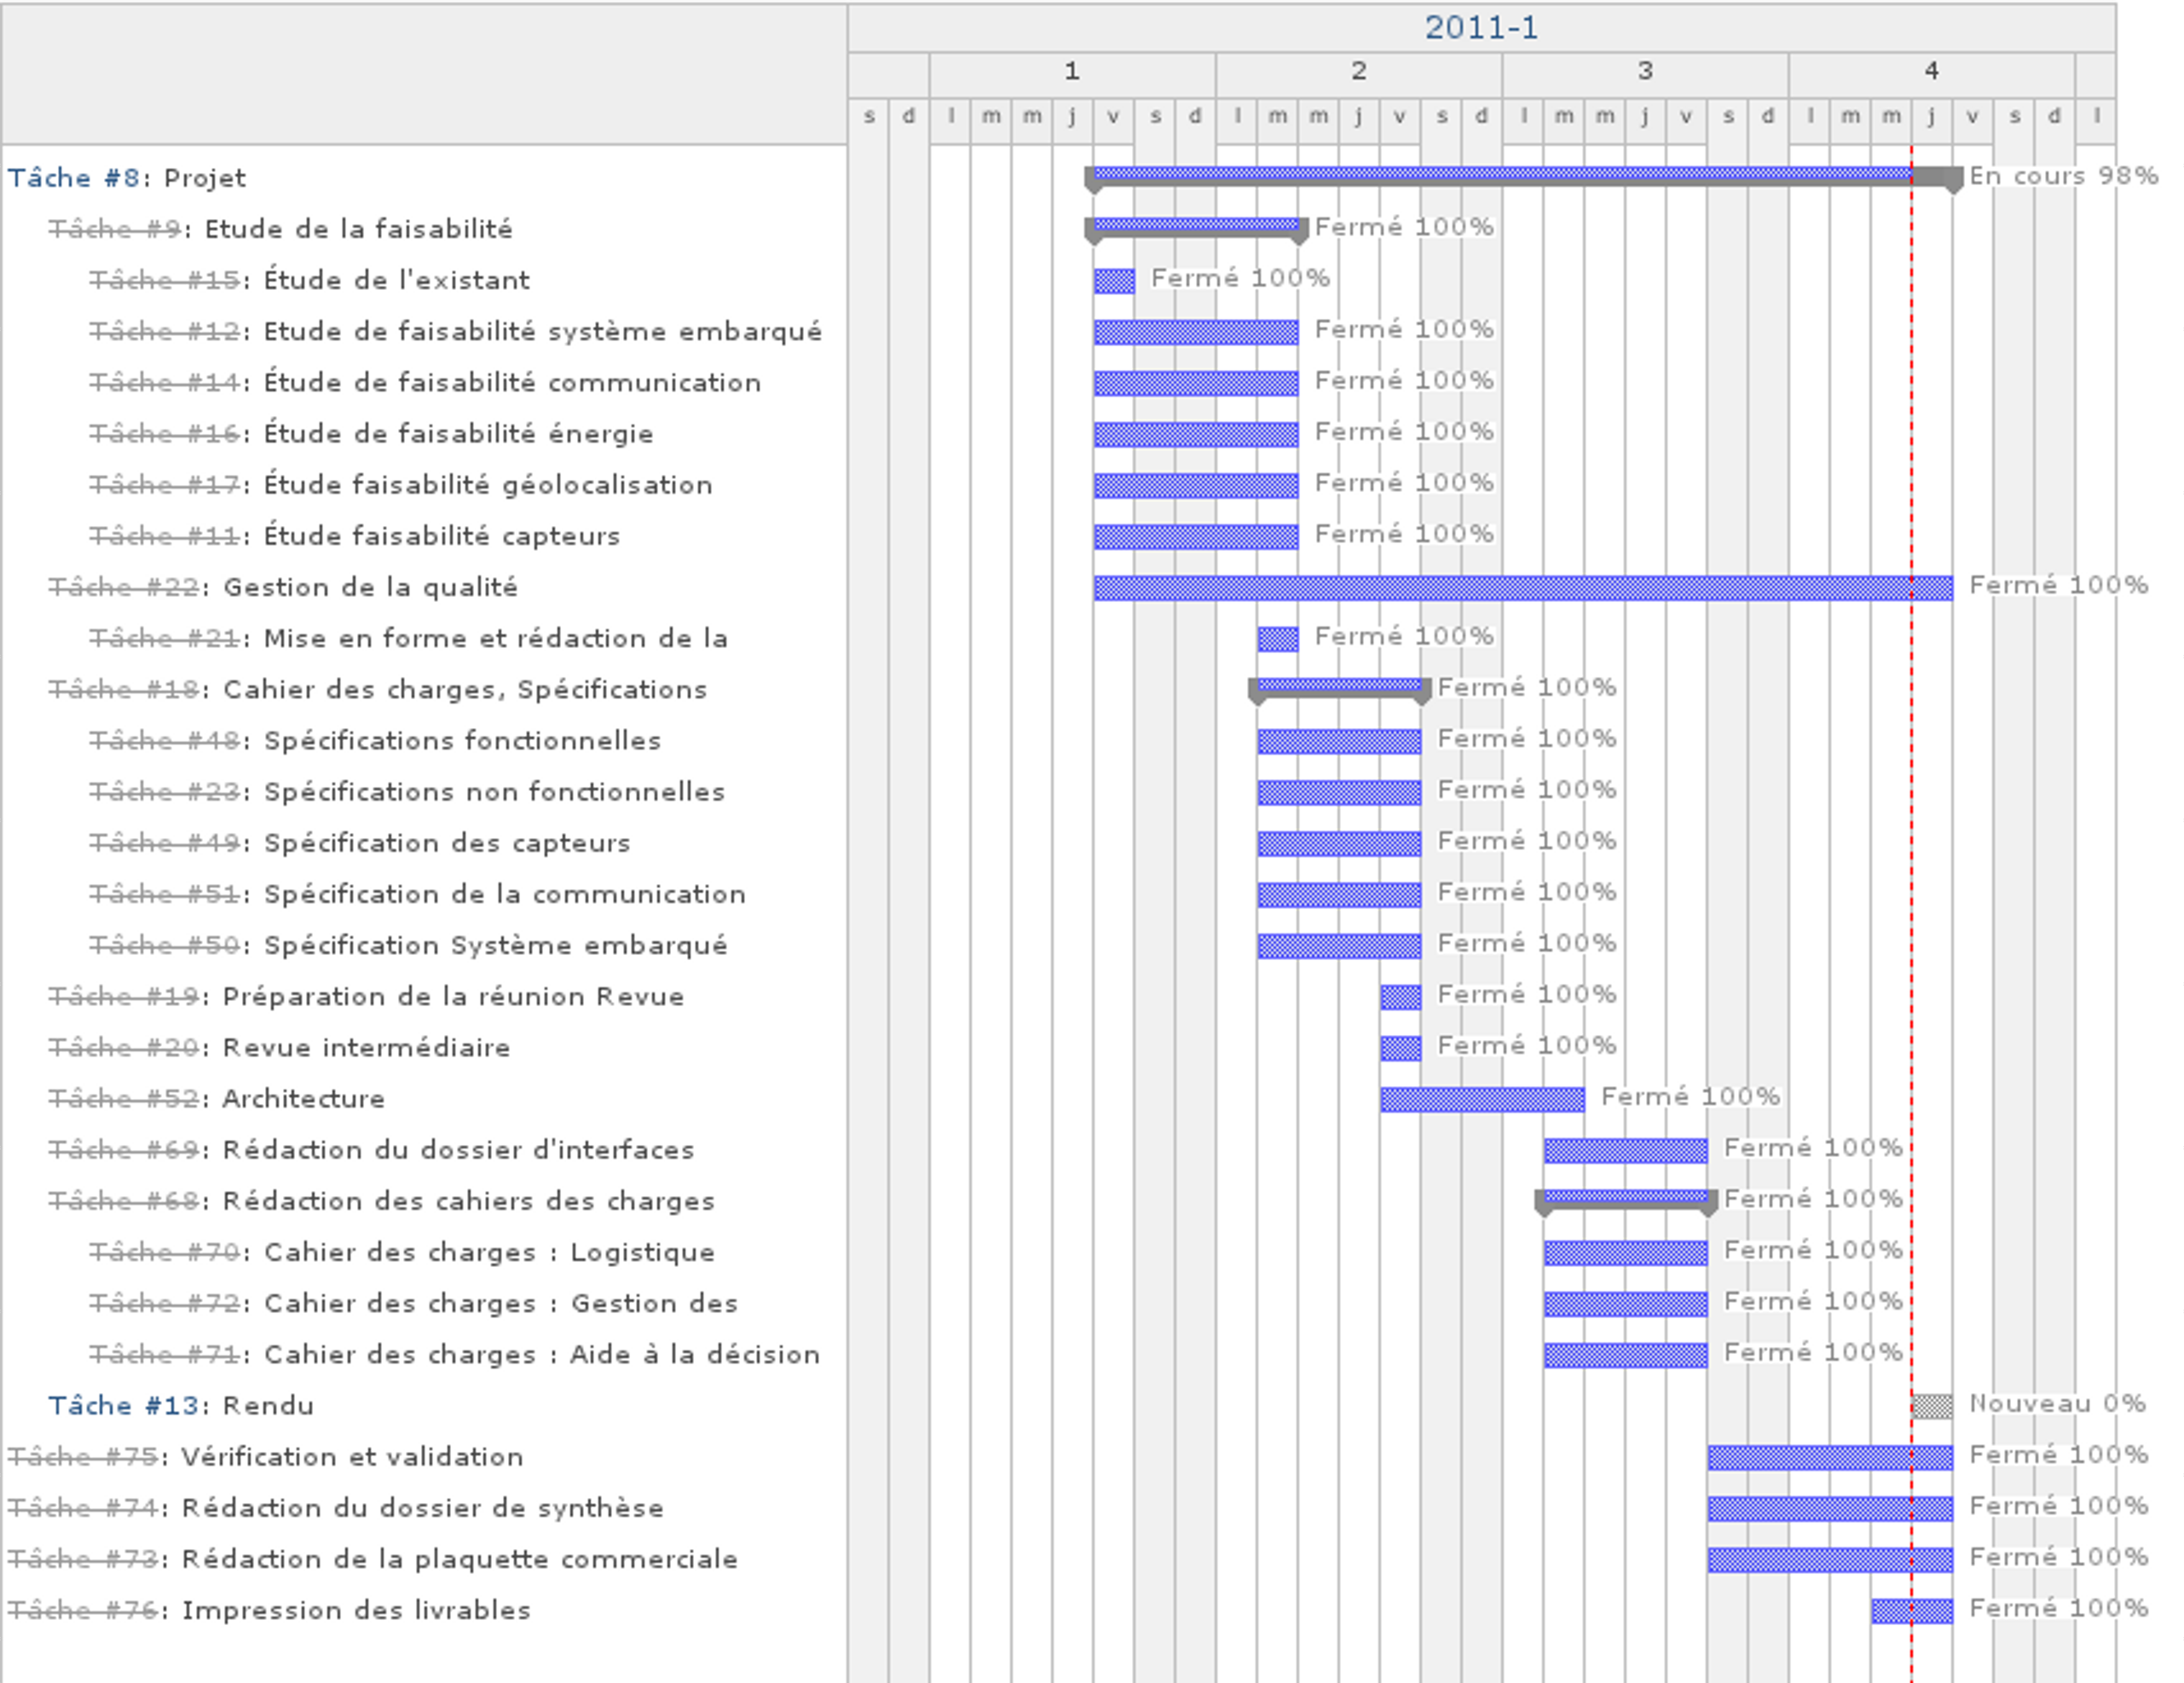 2011-1
1 2 3 4
s d l m m j v s d l m m j v s d l m m j v s d l m m j v s d l
Tâche #8: Projet En cours 98%
Tâche #9: Etude de la faisabilité Fermé 100%
Tâche #15: Étude de l'existant Fermé 100%
Tâche #12: Etude de faisabilité système embarqué Fermé 100%
Tâche #14: Étude de faisabilité communication Fermé 100%
Tâche #16: Étude de faisabilité énergie Fermé 100%
Tâche #17: Étude faisabilité géolocalisation Fermé 100%
Tâche #11: Étude faisabilité capteurs Fermé 100%
Tâche #22: Gestion de la qualité Fermé 100%
Tâche #21: Mise en forme et rédaction de la Fermé 100%
Tâche #18: Cahier des charges, Spécifications Fermé 100%
Tâche #48: Spécifications fonctionnelles Fermé 100%
Tâche #23: Spécifications non fonctionnelles Fermé 100%
Tâche #49: Spécification des capteurs Fermé 100%
Tâche #51: Spécification de la communication Fermé 100%
Tâche #50: Spécification Système embarqué Fermé 100%
Tâche #19: Préparation de la réunion Revue Fermé 100%
Tâche #20: Revue intermédiaire Fermé 100%
Tâche #52: Architecture Fermé 100%
Tâche #69: Rédaction du dossier d'interfaces Fermé 100%
Tâche #68: Rédaction des cahiers des charges Fermé 100%
Tâche #70: Cahier des charges : Logistique Fermé 100%
Tâche #72: Cahier des charges : Gestion des Fermé 100%
Tâche #71: Cahier des charges : Aide à la décision Fermé 100%
Tâche #13: Rendu Nouveau 0%
Tâche #75: Vérification et validation Fermé 100%
Tâche #74: Rédaction du dossier de synthèse Fermé 100%
Tâche #73: Rédaction de la plaquette commerciale Fermé 100%
Tâche #76: Impression des livrables Fermé 100%